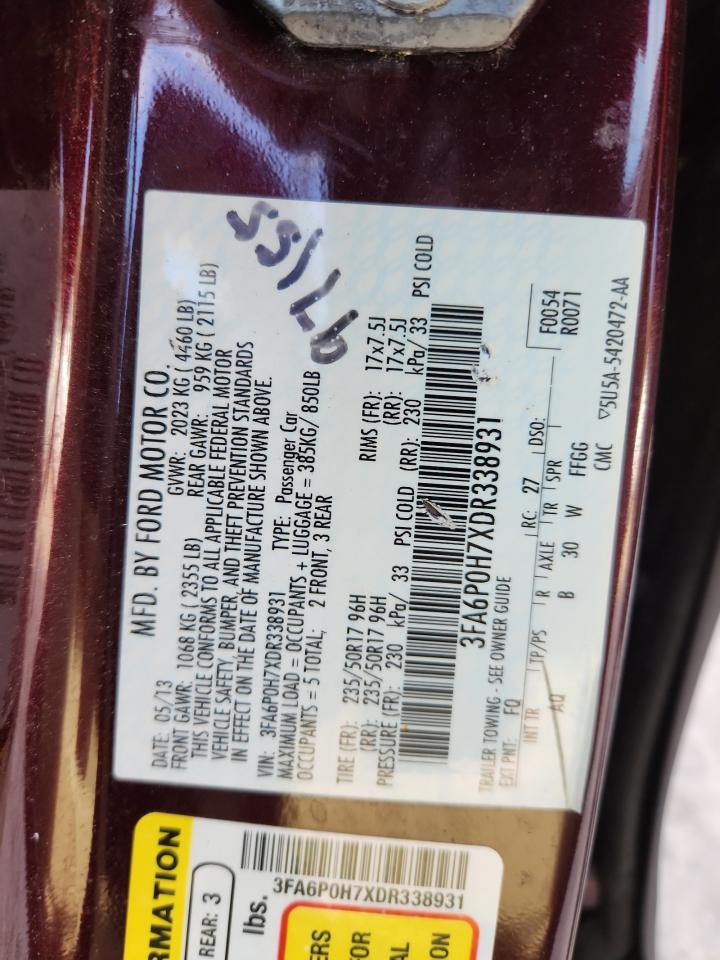 MFD. BY FORD MOTOR CO.
DATE: 05/13 GVWR: 2023 KG ( 4460 LB)
FRONT GAWR: 1068 KG ( 2355 LB) REAR GAWR: 959 KG ( 2115 LB)
THIS VEHICLE CONFORMS TO ALL APPLICABLE FEDERAL MOTOR
VEHICLE SAFETY, BUMPER, AND THEFT PREVENTION STANDARDS
IN EFFECT ON THE DATE OF MANUFACTURE SHOWN ABOVE.
VIN: 3FA6P0H7XDR338931 TYPE: Passenger Car
MAXIMUM LOAD = OCCUPANTS + LUGGAGE = 385KG/ 850LB
OCCUPANTS = 5 TOTAL; 2 FRONT, 3 REAR
TIRE (FR): 235/50R17 96H RIMS (FR): 17x7.5J
(RR): 235/50R17 96H (RR): 17x7.5J
PRESSURE (FR): 230 kPa/ 33 PSI COLD (RR): 230 kPa/ 33 PSI COLD
3FA6P0H7XDR338931
TRAILER TOWING - SEE OWNER GUIDE
EXT PNT: FQ RC: 27 DSO: F0054
R0071
INT TR TP/PS R AXLE TR SPR
AQ B 30 W FFGG
CMC ▽5U5A-5420472-AA
RMATION
REAR: 3
lbs.
3FA6P0H7XDR338931
ERS
OR
AL
ON